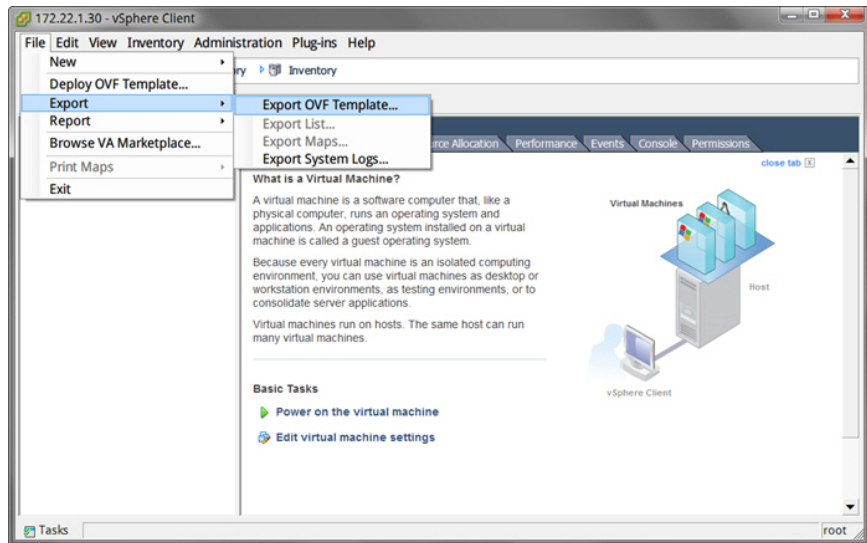 172.22.1.30 - vSphere Client
File Edit View Inventory Administration Plug-ins Help
New
Deploy OVF Template...
Export
Report
Browse VA Marketplace...
Print Maps
Exit
Inventory
Export OVF Template...
Export List...
Export Maps...
Export System Logs...
Allocation Performance Events Console Permissions
close tab
What is a Virtual Machine?
A virtual machine is a software computer that, like a
physical computer, runs an operating system and
applications. An operating system installed on a virtual
machine is called a guest operating system.
Because every virtual machine is an isolated computing
environment, you can use virtual machines as desktop or
workstation environments, as testing environments, or to
consolidate server applications.
Virtual machines run on hosts. The same host can run
many virtual machines.
Virtual Machines
Host
vSphere Client
Basic Tasks
Power on the virtual machine
Edit virtual machine settings
Tasks
root